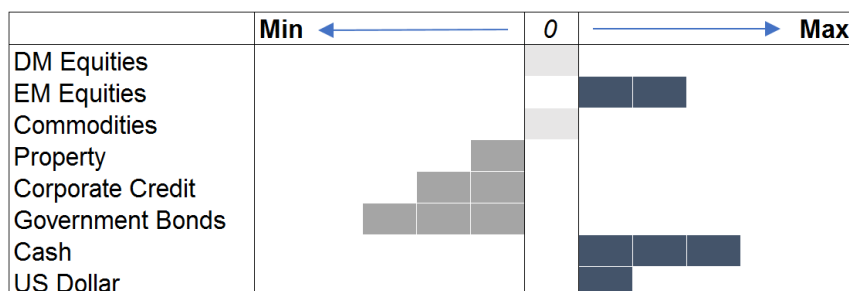 Min 0 Max
DM Equities
EM Equities
Commodities
Property
Corporate Credit
Government Bonds
Cash
US Dollar